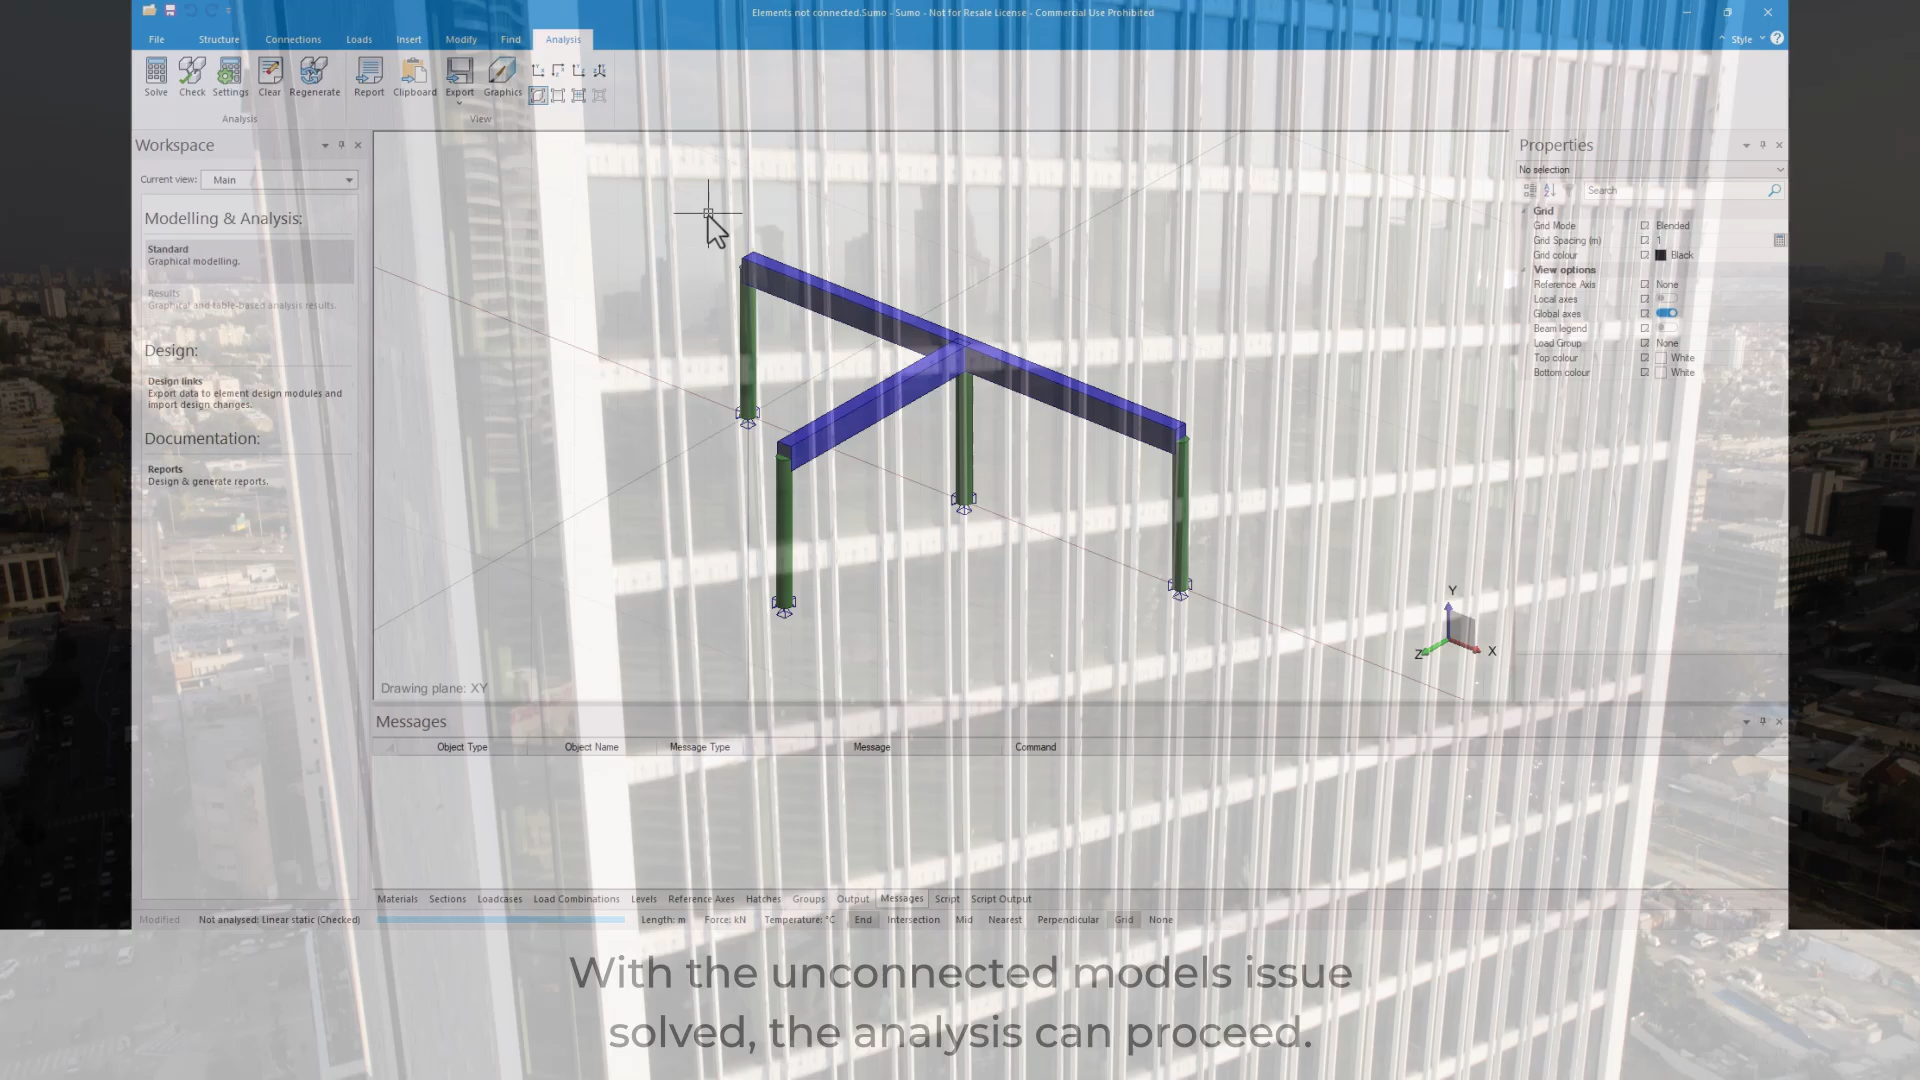 Elements not connected.Sumo - Sumo - Not for Resale License - Commercial Use Prohibited
File Structure Connections Loads Insert Modify Find Analysis Style
Solve Check Settings Clear Regenerate Report Clipboard Export Graphics
Analysis View
Workspace
Current view: Main
Modelling & Analysis:
Standard
Graphical modelling.
Results
Graphical and table-based analysis results.
Design:
Design links
Export data to element design modules and
import design changes.
Documentation:
Reports
Design & generate reports.
Drawing plane: XY
Y
Z
X
Properties
No selection
Search
Grid
Grid Mode Blended
Grid Spacing (m) 1
Grid colour Black
View options
Reference Axis None
Local axes
Global axes
Beam legend
Load Group None
Top colour White
Bottom colour White
Messages
Object Type Object Name Message Type Message Command
Materials Sections Loadcases Load Combinations Levels Reference Axes Hatches Groups Output Messages Script Script Output
Modified Not analysed: Linear static (Checked) Length: m Force: kN Temperature: °C End Intersection Mid Nearest Perpendicular Grid None
With the unconnected models issue
solved, the analysis can proceed.